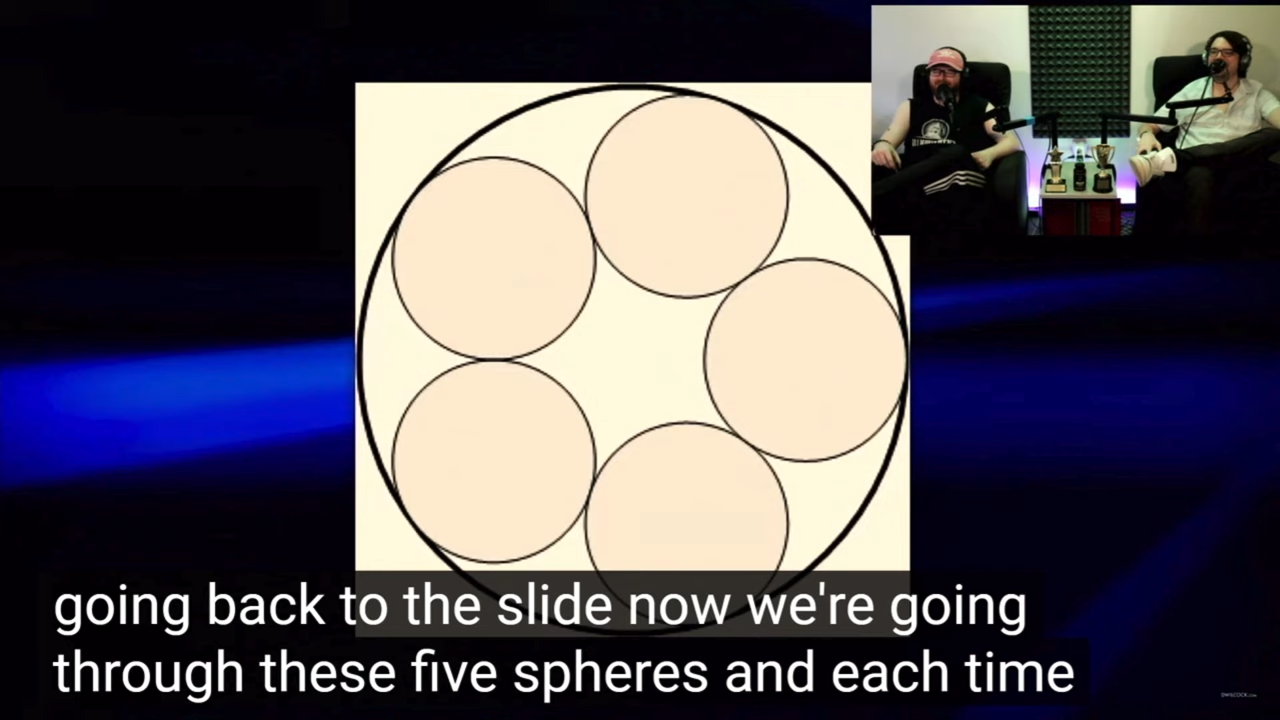 going back to the slide now we're going
through these five spheres and each time